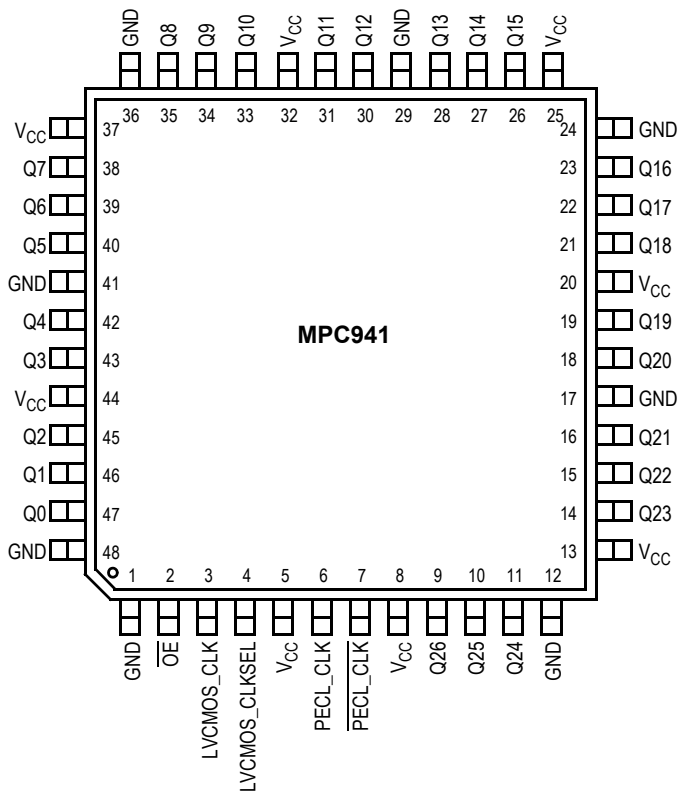 GND Q8 Q9 Q10 VCC Q11 Q12 GND Q13 Q14 Q15 VCC
36 35 34 33 32 31 30 29 28 27 26 25
VCC 37 24 GND
Q7 38 23 Q16
Q6 39 22 Q17
Q5 40 21 Q18
GND 41 20 VCC
Q4 42 19 Q19
MPC941
Q3 43 18 Q20
VCC 44 17 GND
Q2 45 16 Q21
Q1 46 15 Q22
Q0 47 14 Q23
GND 48 13 VCC
1 2 3 4 5 6 7 8 9 10 11 12
GND OE LVCMOS_CLK LVCMOS_CLKSEL VCC PECL_CLK PECL_CLK VCC Q26 Q25 Q24 GND